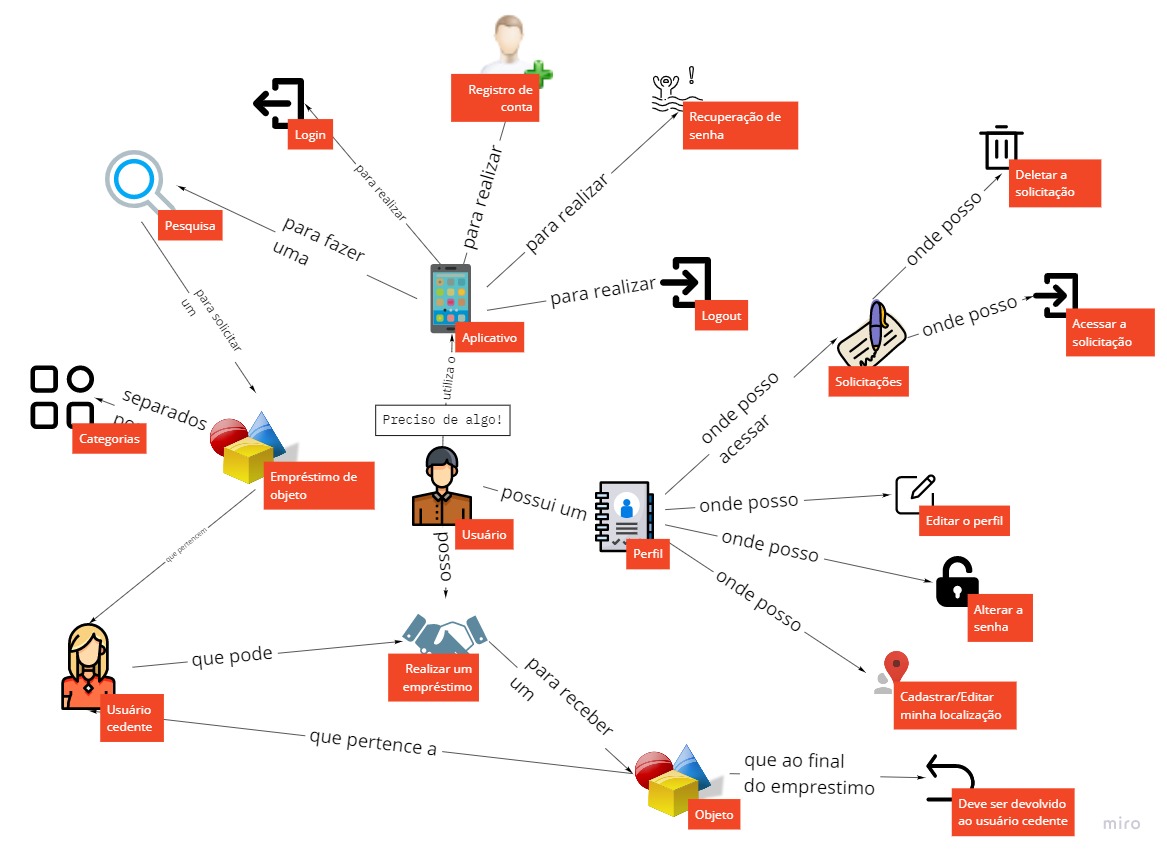 Registro de
conta
Login
Recuperação de
senha
para realizar
para realizar
para realizar
Deletar a
solicitação
Pesquisa
para fazer
uma
onde posso
para realizar
Logout
Aplicativo
para solicitar
um
onde posso
Acessar a
solicitação
Solicitações
utiliza o
Preciso de algo!
separados
Categorias
Empréstimo de
objeto
onde posso
acessar
possui um
Usuário
Perfil
onde posso
Editar o perfil
onde posso
Alterar a
senha
onde posso
Cadastrar/Editar
minha localização
que pertencem
posso
que pode
Realizar um
empréstimo
Usuário
cedente
para receber
um
que pertence a
Objeto
que ao final
do emprestimo
Deve ser devolvido
ao usuário cedente
miro